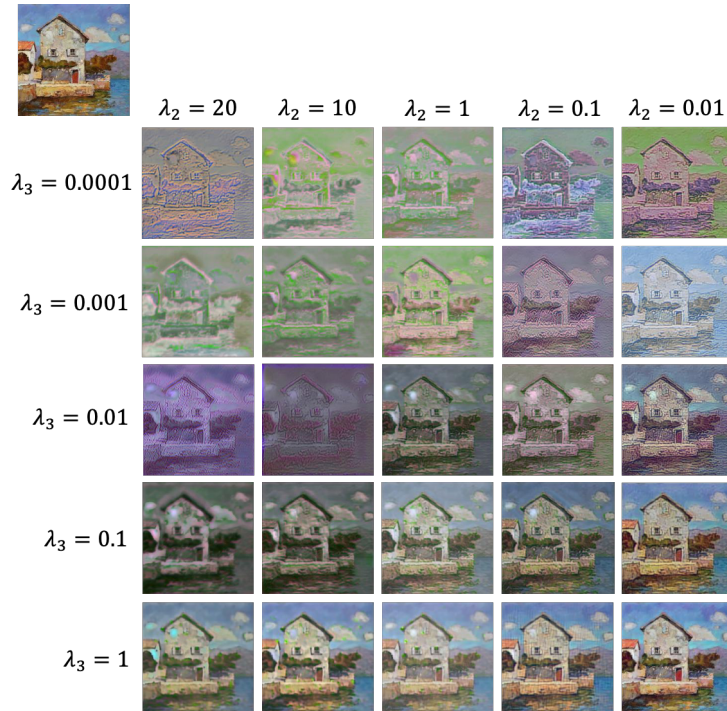 λ₂ = 20 λ₂ = 10 λ₂ = 1 λ₂ = 0.1 λ₂ = 0.01
λ₃ = 0.0001
λ₃ = 0.001
λ₃ = 0.01
λ₃ = 0.1
λ₃ = 1